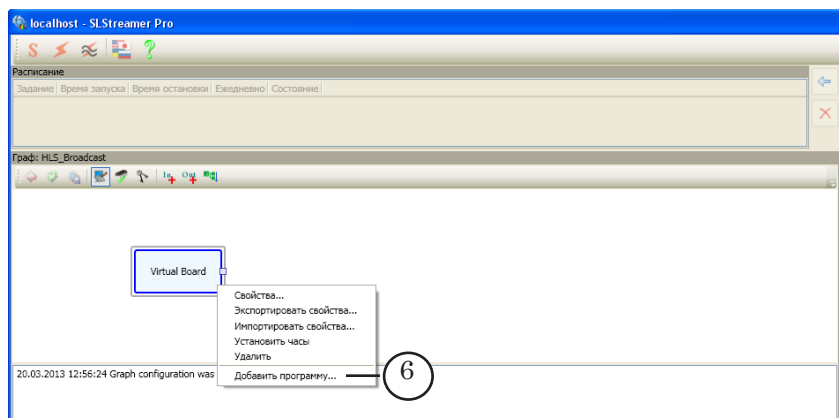 localhost - SLStreamer Pro
S
Расписание
Задание Время запуска Время остановки Ежедневно Состояние
Граф: HLS_Broadcast
In Out
Virtual Board
Свойства...
Экспортировать свойства...
Импортировать свойства...
Установить часы
Удалить
20.03.2013 12:56:24 Graph configuration was
Добавить программу...
6